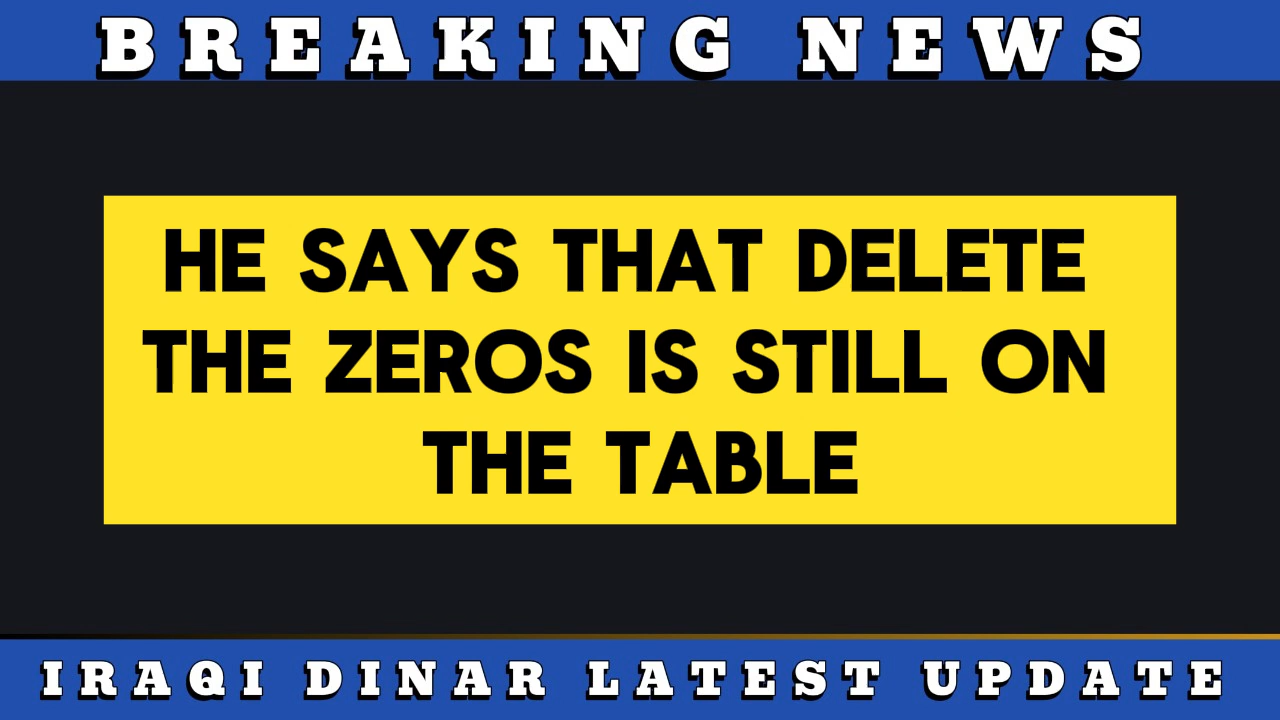 BREAKING NEWS
HE SAYS THAT DELETE
THE ZEROS IS STILL ON
THE TABLE
IRAQI DINAR LATEST UPDATE